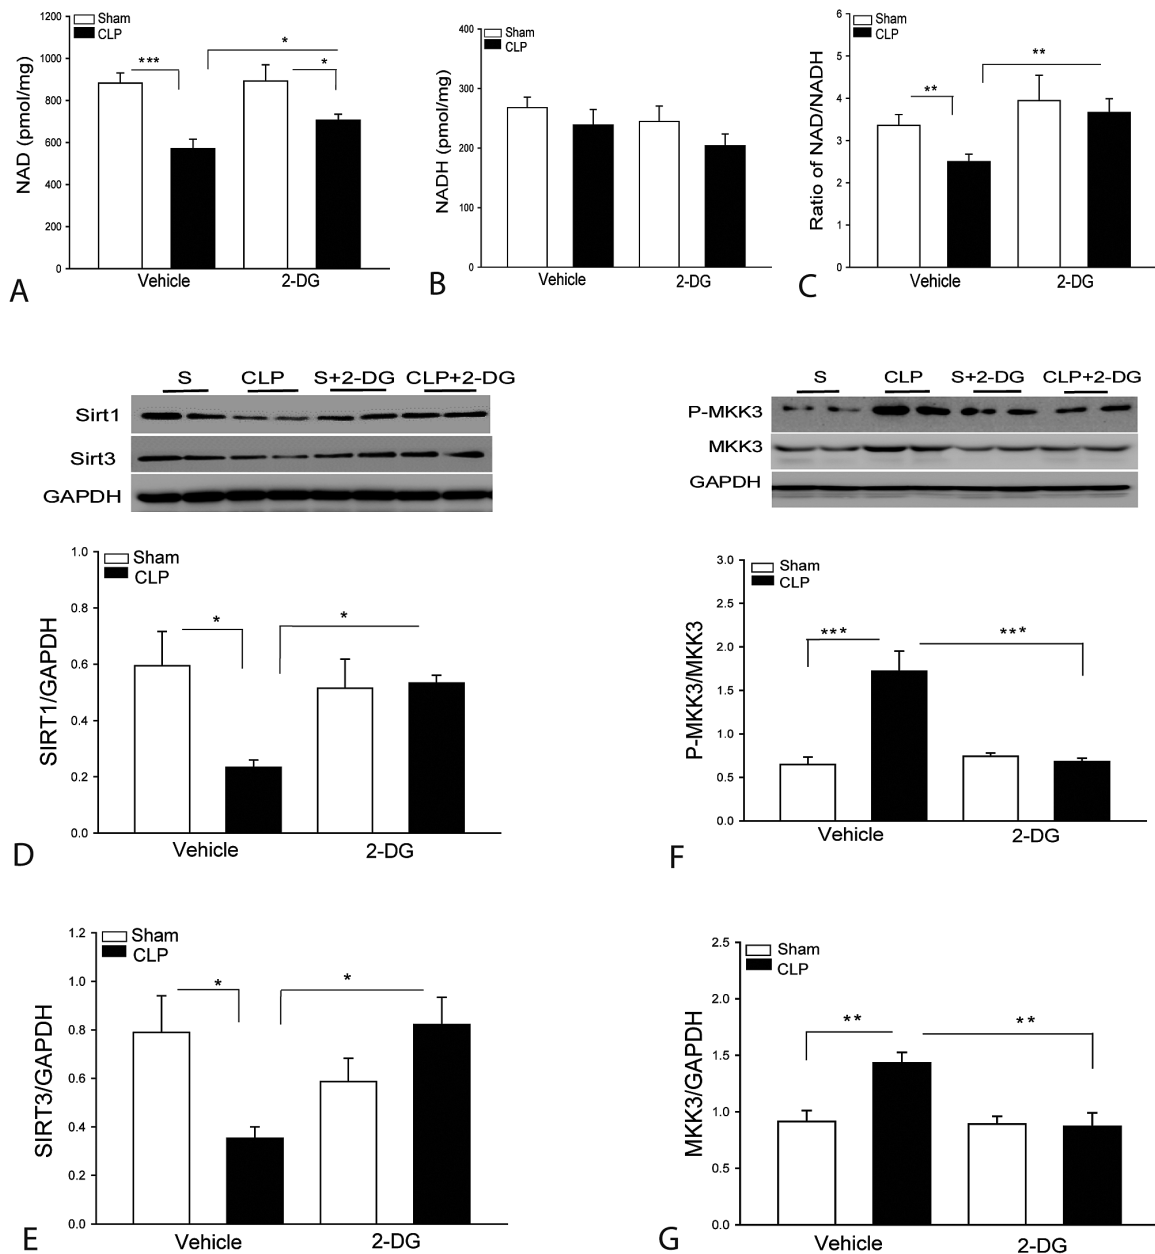 Sham
CLP
NAD (pmol/mg)
1200
1000
800
600
400
200
0
***
*
*
Vehicle
2-DG
A
Sham
CLP
NADH (pmol/mg)
400
300
200
100
0
Vehicle
2-DG
B
Sham
CLP
Ratio of NAD/NADH
6
5
4
3
2
1
0
**
**
Vehicle
2-DG
C
S CLP S+2-DG CLP+2-DG
Sirt1
Sirt3
GAPDH
S CLP S+2-DG CLP+2-DG
P-MKK3
MKK3
GAPDH
Sham
CLP
SIRT1/GAPDH
1.0
0.8
0.6
0.4
0.2
0.0
*
*
Vehicle
2-DG
D
Sham
CLP
P-MKK3/MKK3
3.0
2.5
2.0
1.5
1.0
0.5
0.0
***
***
Vehicle
2-DG
F
Sham
CLP
SIRT3/GAPDH
1.2
1.0
0.8
0.6
0.4
0.2
0.0
*
*
Vehicle
2-DG
E
Sham
CLP
MKK3/GAPDH
2.5
2.0
1.5
1.0
0.5
0.0
**
**
Vehicle
2-DG
G